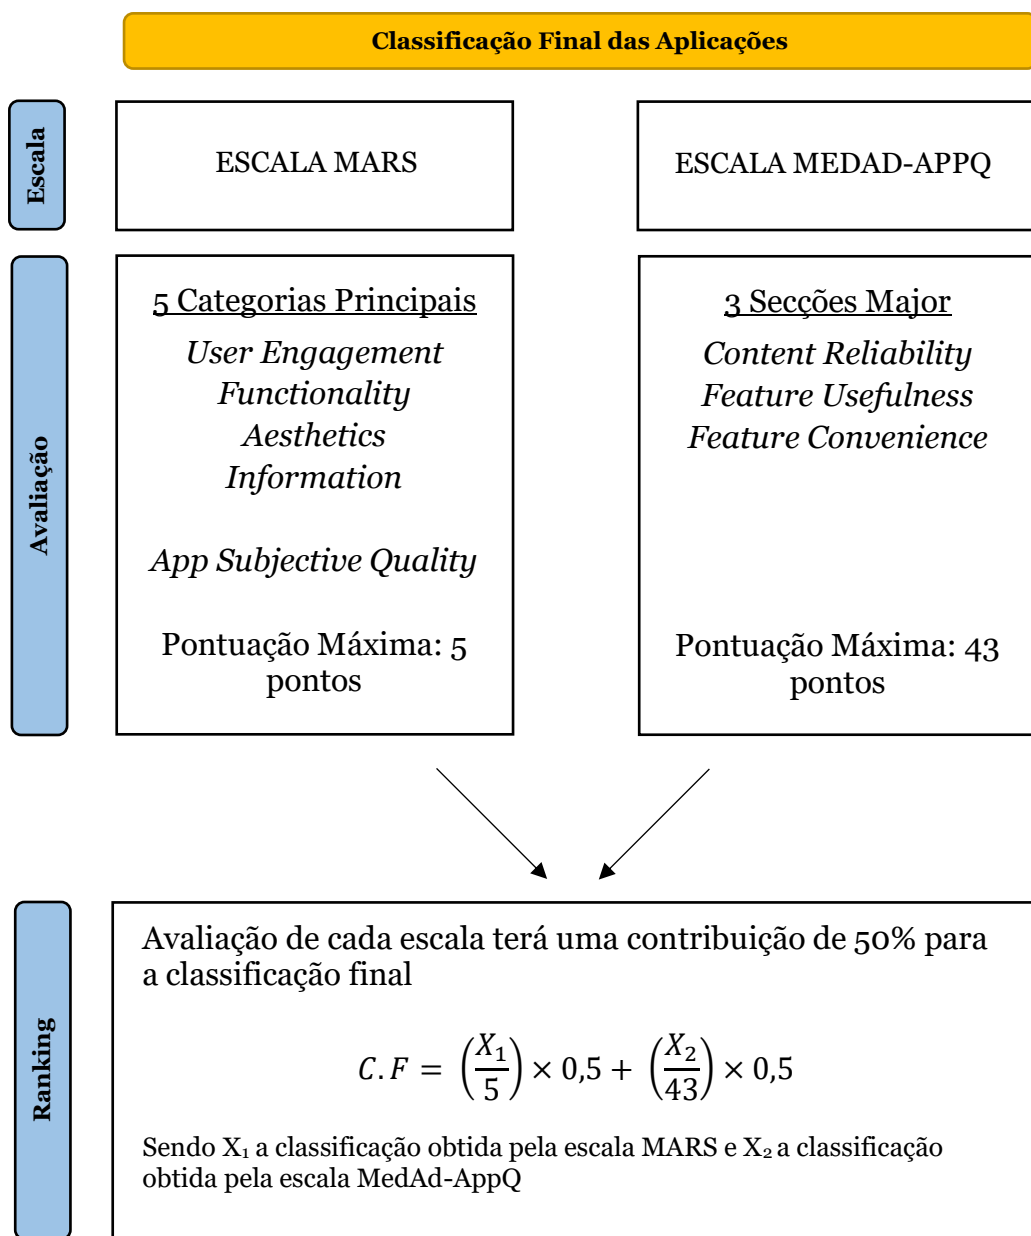 Classificação Final das Aplicações
Escala
ESCALA MARS
ESCALA MEDAD-APPQ
Avaliação
5 Categorias Principais
User Engagement
Functionality
Aesthetics
Information
App Subjective Quality
Pontuação Máxima: 5
pontos
3 Secções Major
Content Reliability
Feature Usefulness
Feature Convenience
Pontuação Máxima: 43
pontos
Ranking
Avaliação de cada escala terá uma contribuição de 50% para
a classificação final
C.F = (X₁/5) × 0,5 + (X₂/43) × 0,5
Sendo X₁ a classificação obtida pela escala MARS e X₂ a classificação
obtida pela escala MedAd-AppQ